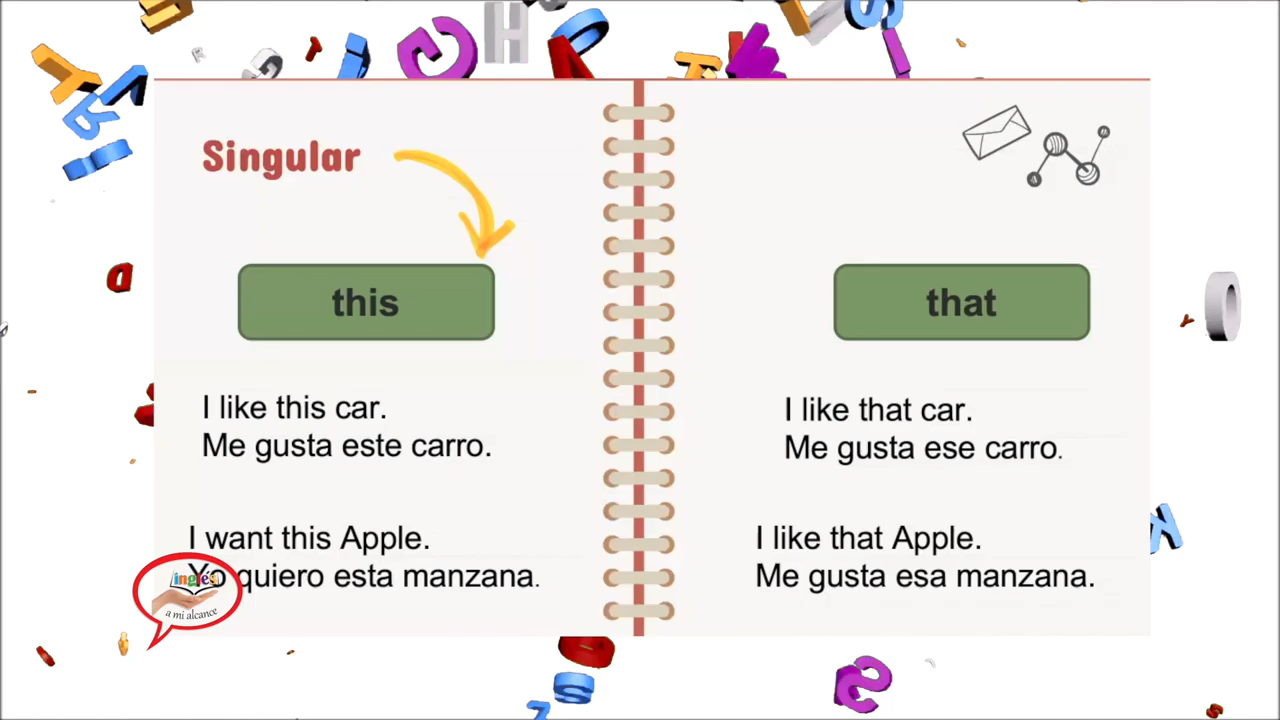 Singular
this
I like this car.
Me gusta este carro.
I want this Apple.
Yo quiero esta manzana.
that
I like that car.
Me gusta ese carro.
I like that Apple.
Me gusta esa manzana.
inglés
a mi alcance